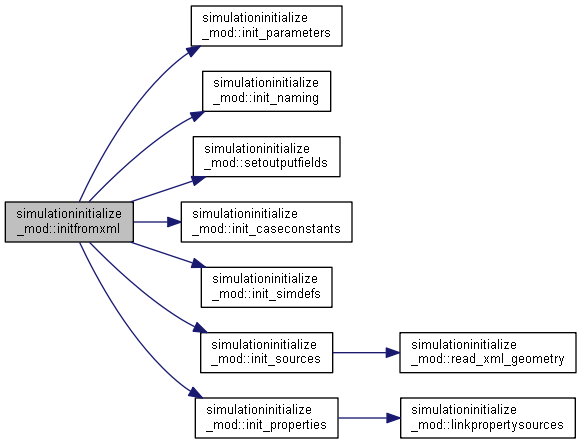 simulationinitialize
_mod::init_parameters
simulationinitialize
_mod::init_naming
simulationinitialize
_mod::setoutputfields
simulationinitialize
_mod::initfromxml
simulationinitialize
_mod::init_caseconstants
simulationinitialize
_mod::init_simdefs
simulationinitialize
_mod::init_sources
simulationinitialize
_mod::read_xml_geometry
simulationinitialize
_mod::init_properties
simulationinitialize
_mod::linkpropertysources